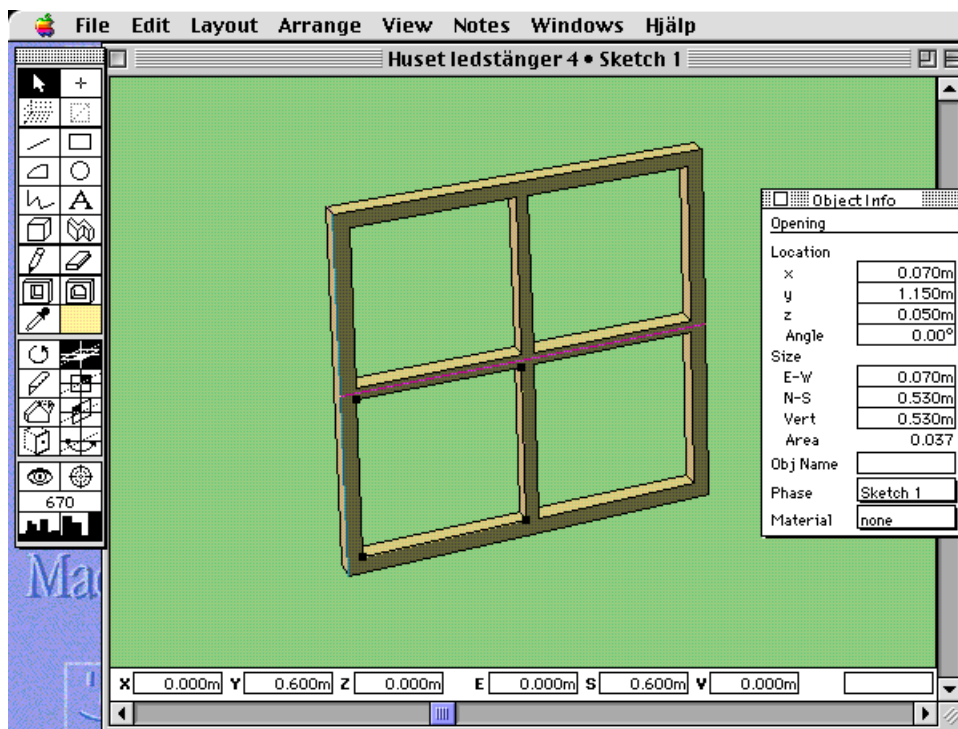 File Edit Layout Arrange View Notes Windows Hjälp
Huset ledstänger 4 • Sketch 1
A
670
Mac
Object Info
Opening
Location
x 0.070m
y 1.150m
z 0.050m
Angle 0.00°
Size
E-W 0.070m
N-S 0.530m
Vert 0.530m
Area 0.037
Obj Name
Phase Sketch 1
Material none
X 0.000m Y 0.600m Z 0.000m E 0.000m S 0.600m V 0.000m